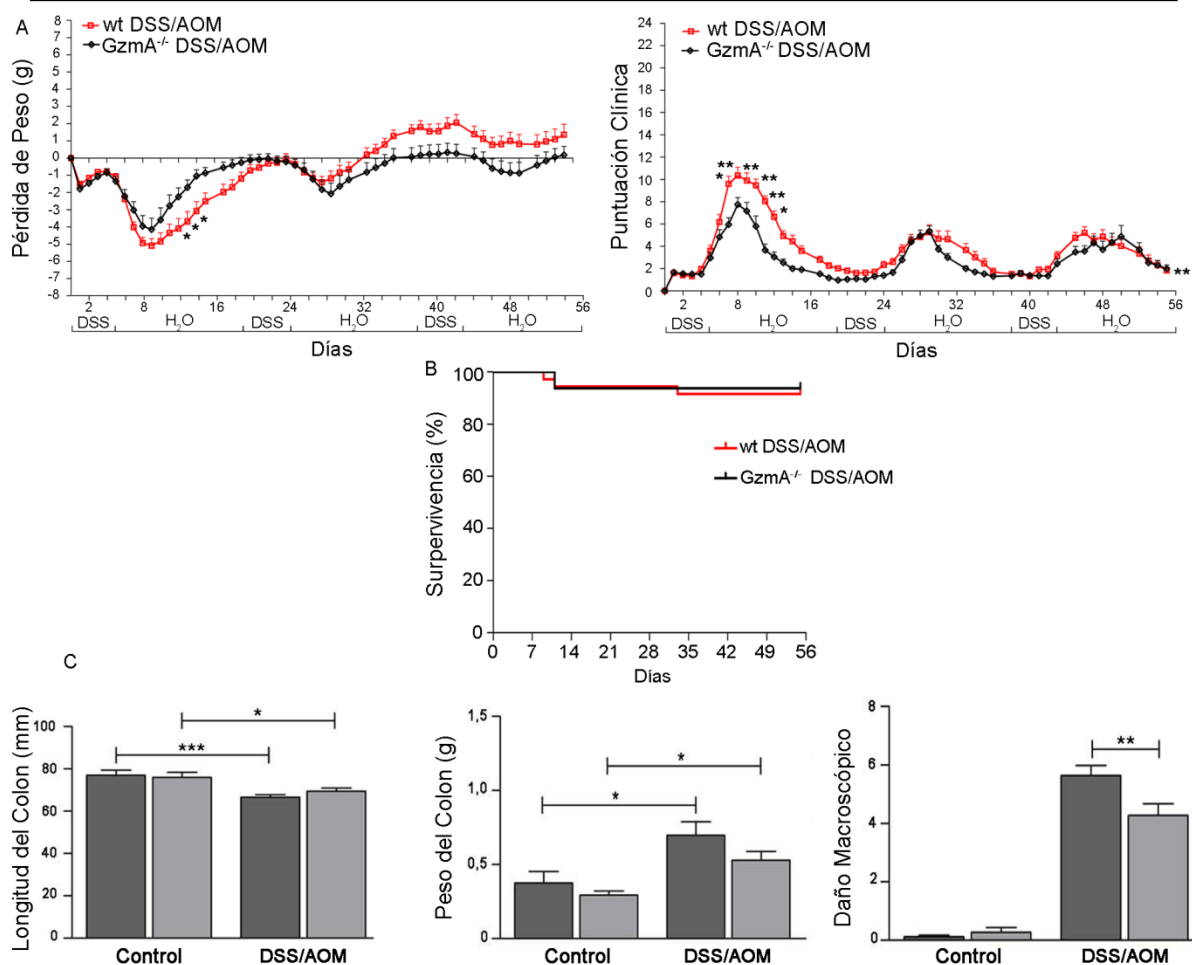 A
wt DSS/AOM
GzmA-/- DSS/AOM
Pérdida de Peso (g)
8
7
6
5
4
3
2
1
0
-1
-2
-3
-4
-5
-6
-7
-8
* * *
2 8 16 24 32 40 48 56
DSS H2O DSS H2O DSS H2O
Días
wt DSS/AOM
GzmA-/- DSS/AOM
Puntuación Clínica
24
22
20
18
16
14
12
10
8
6
4
2
0
* ** ** ** ** *
**
2 8 16 24 32 40 48 56
DSS H2O DSS H2O DSS H2O
Días
B
Surpervivencia (%)
100
80
60
40
20
0
wt DSS/AOM
GzmA-/- DSS/AOM
0 7 14 21 28 35 42 49 56
Días
C
Longitud del Colon (mm)
100
80
60
40
20
0
*
***
Control DSS/AOM
Peso del Colon (g)
1,5
1,0
0,5
0
*
*
Control DSS/AOM
Daño Macroscópico
8
6
4
2
0
**
Control DSS/AOM